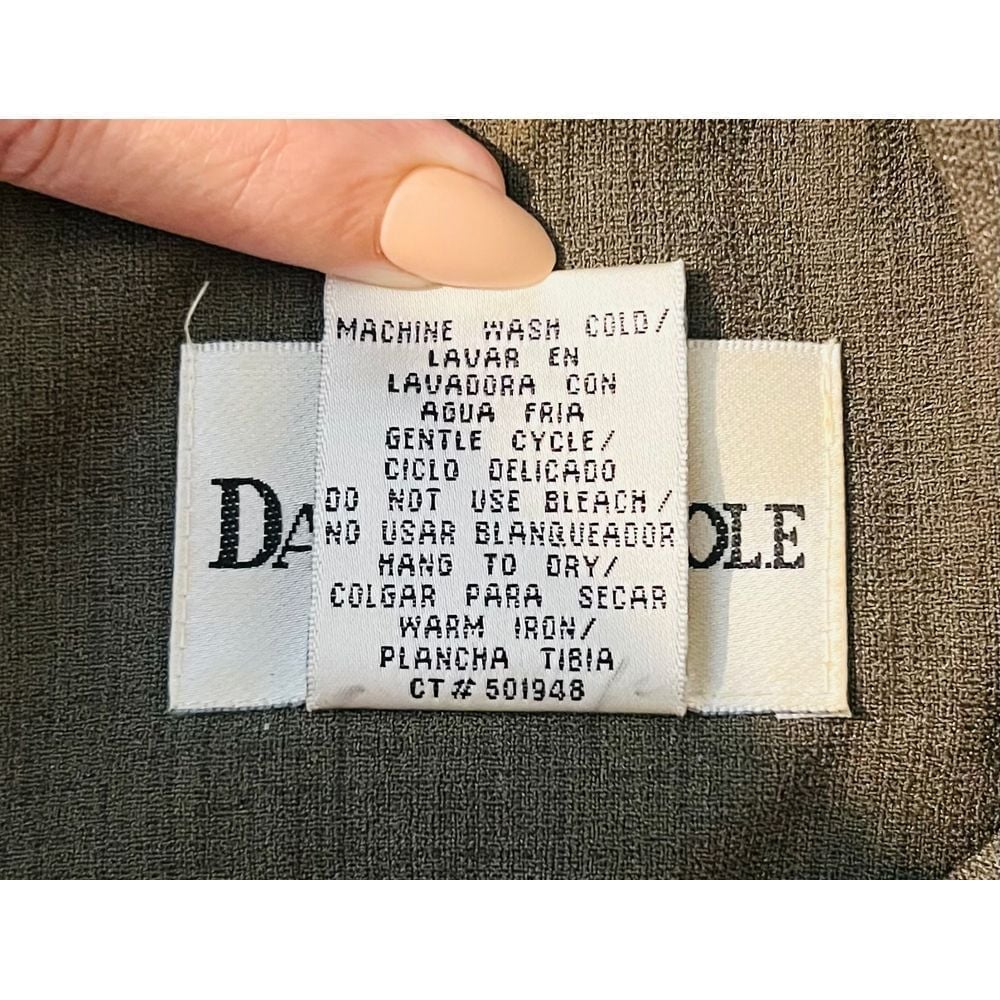 MACHINE WASH COLD/
LAVAR EN
LAVADORA CON
AGUA FRIA
GENTLE CYCLE/
CICLO DELICADO
DO NOT USE BLEACH/
NO USAR BLANQUEADOR
HANG TO DRY/
COLGAR PARA SECAR
WARM IRON/
PLANCHA TIBIA
CT# 501948